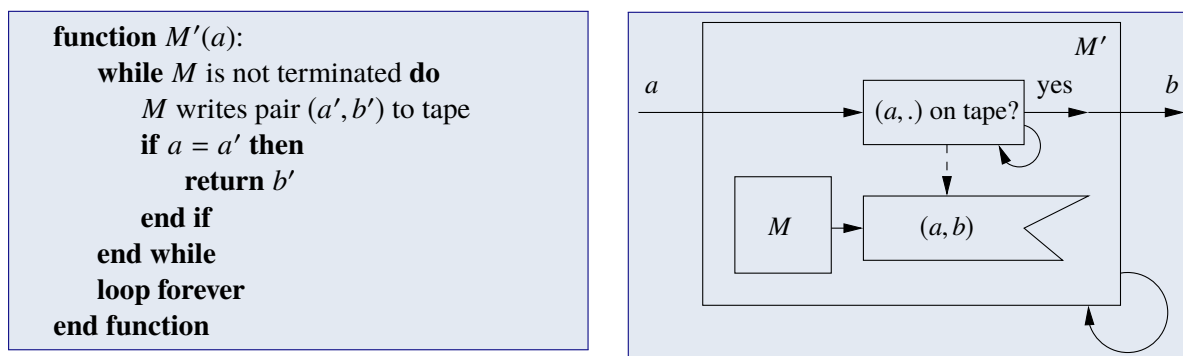 function M′(a):
while M is not terminated do
M writes pair (a′, b′) to tape
if a = a′ then
return b′
end if
end while
loop forever
end function
M′
a
(a, .) on tape?
yes
b
M
(a, b)